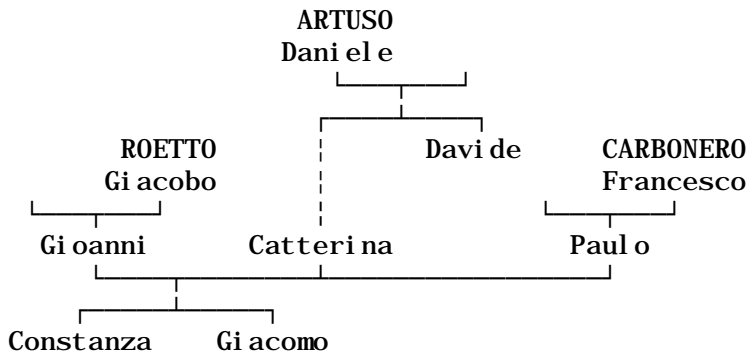 ARTUSO
Daniele
ROETTO Davide CARBONERO
Giacobo Francesco
Gioanni Catterina Paulo
Constanza Giacomo